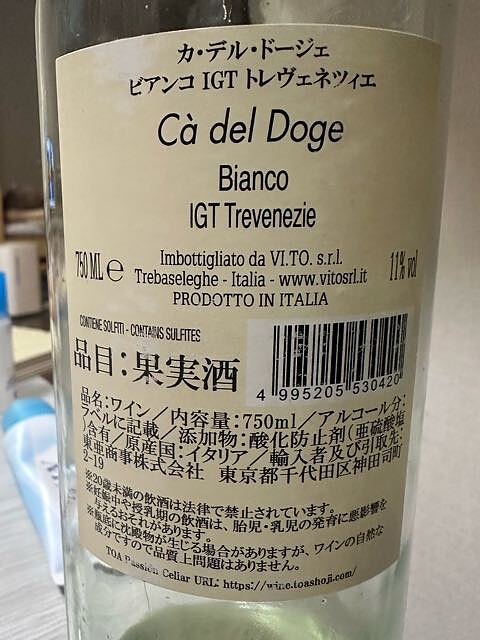 カ・デル・ドージェ
ビアンコ IGT トレヴェネツィエ
Cà del Doge
Bianco
IGT Trevenezie
750 ML e
Imbottigliato da VI.TO. s.r.l.
11% vol
Trebaseleghe - Italia - www.vitosrl.it
PRODOTTO IN ITALIA
CONTIENE SOLFITI - CONTAINS SULFITES
品目：果実酒
4 995205 530420
品名：ワイン／内容量：750ml／アルコール分：
ラベルに記載／添加物：酸化防止剤（亜硫酸塩
）含有／原産国：イタリア／輸入者及び引取先：
東亜商事株式会社 東京都千代田区神田司町
2-19
※20歳未満の飲酒は法律で禁止されています。
※妊娠中や授乳期の飲酒は、胎児・乳児の発育に悪影響を
与えるおそれがあります。
※瓶底に沈殿物が生じる場合がありますが、ワインの自然な
成分ですので品質上問題はありません。
TOA Passion Cellar URL: https://wine.toashoji.com/